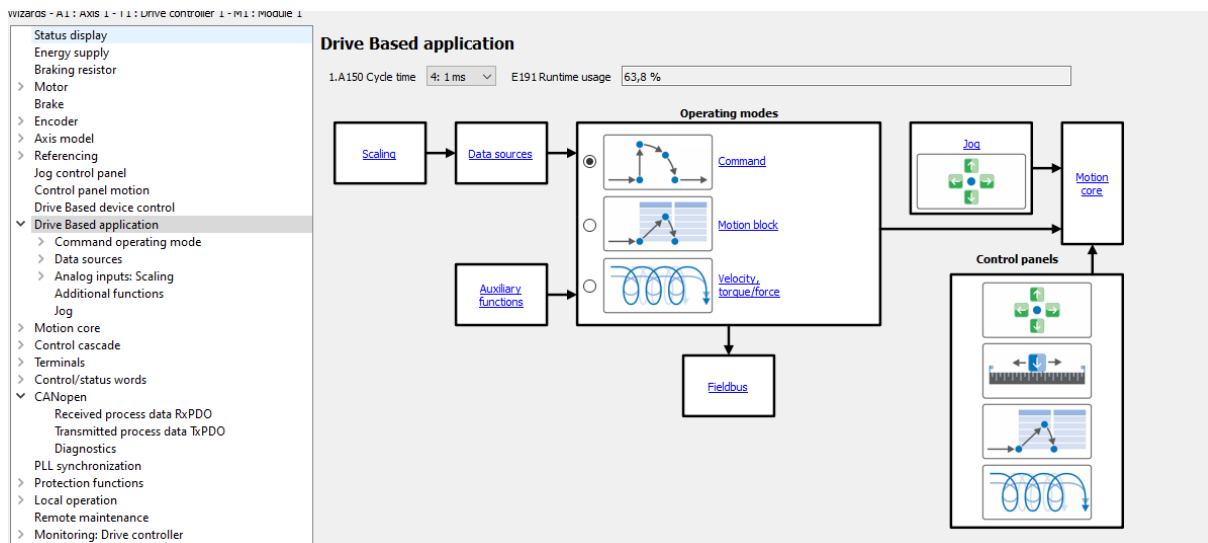 Wizards - A1 : Axis 1 - T1 : Drive controller 1 - M1 : Module 1
Status display
Energy supply
Braking resistor
Motor
Brake
Encoder
Axis model
Referencing
Jog control panel
Control panel motion
Drive Based device control
Drive Based application
Command operating mode
Data sources
Analog inputs: Scaling
Additional functions
Jog
Motion core
Control cascade
Terminals
Control/status words
CANopen
Received process data RxPDO
Transmitted process data TxPDO
Diagnostics
PLL synchronization
Protection functions
Local operation
Remote maintenance
Monitoring: Drive controller
Drive Based application
1.A150 Cycle time 4: 1 ms E191 Runtime usage 63,8 %
Operating modes
Scaling
Data sources
Command
Motion block
Velocity,
torque/force
Auxiliary
functions
Fieldbus
Jog
Motion
core
Control panels